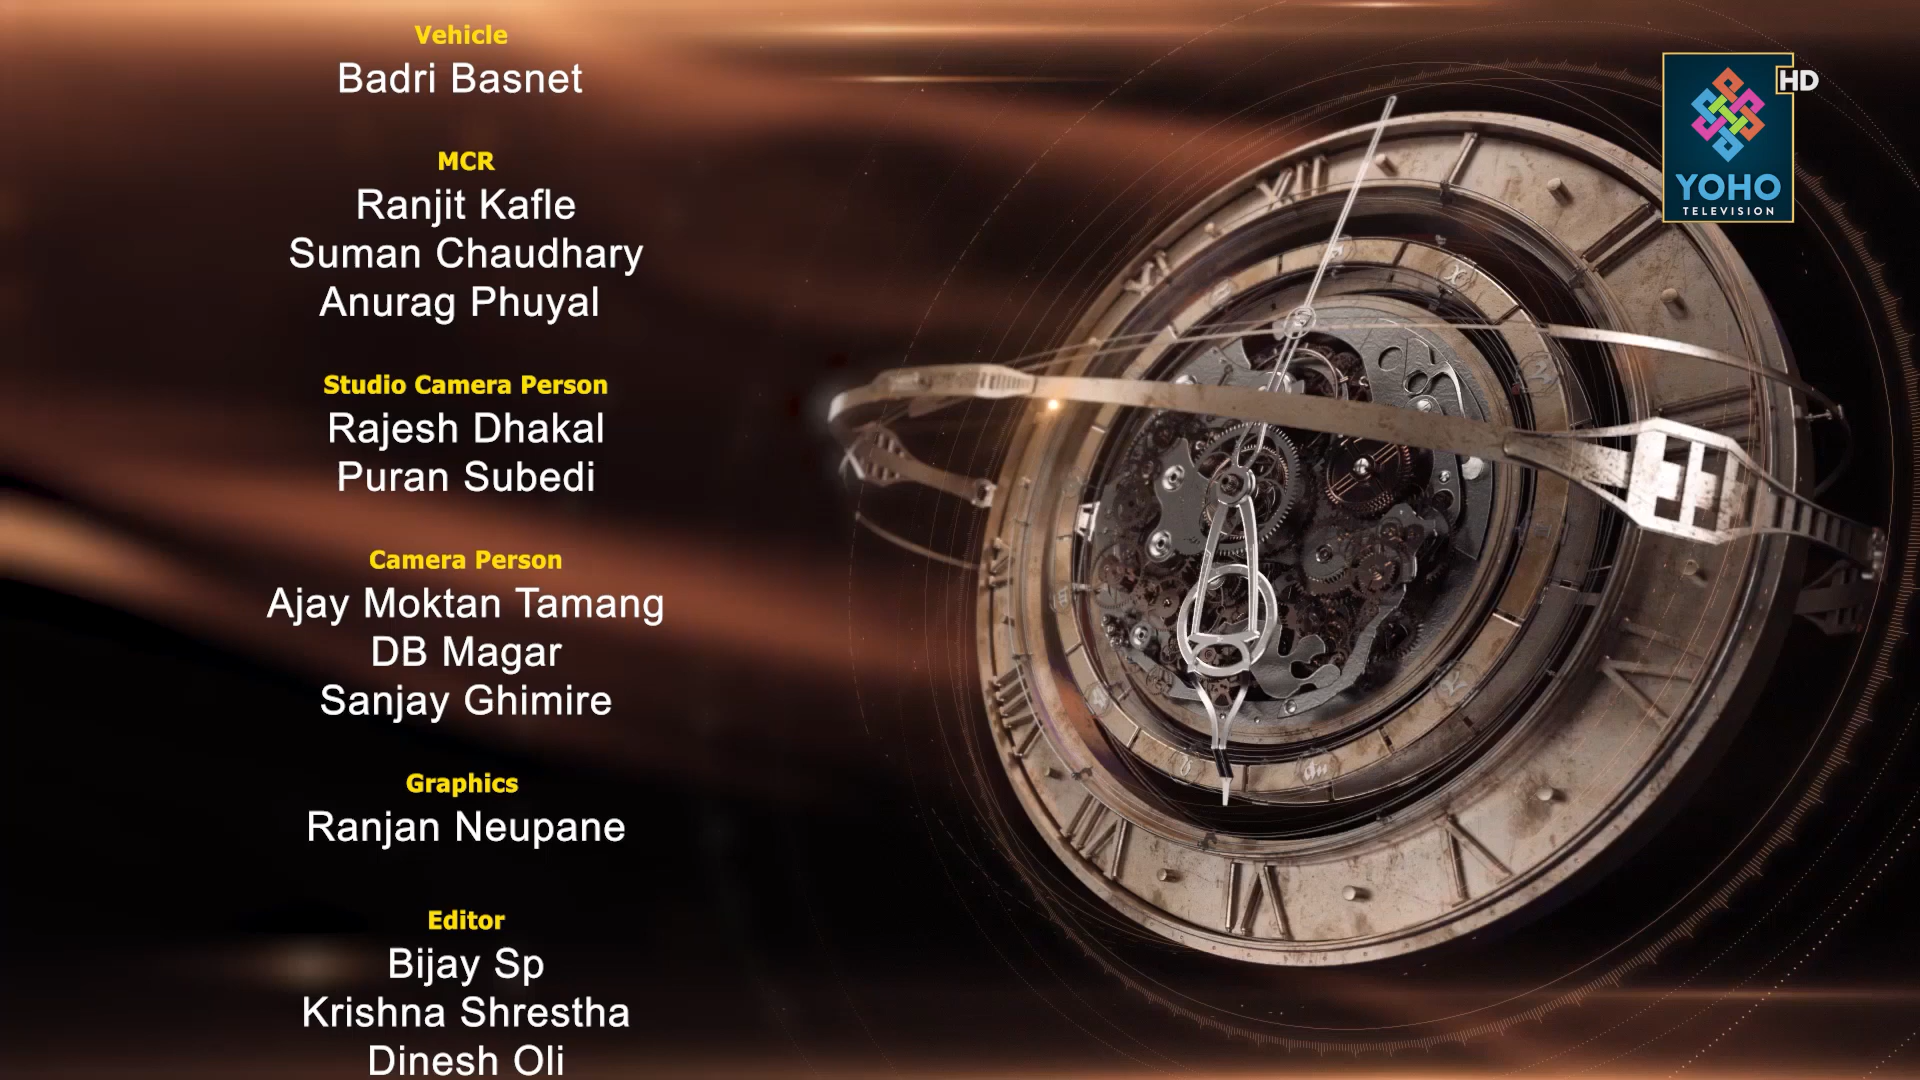 Vehicle
Badri Basnet
MCR
Ranjit Kafle
Suman Chaudhary
Anurag Phuyal
Studio Camera Person
Rajesh Dhakal
Puran Subedi
Camera Person
Ajay Moktan Tamang
DB Magar
Sanjay Ghimire
Graphics
Ranjan Neupane
Editor
Bijay Sp
Krishna Shrestha
Dinesh Oli
HD
YOHO
TELEVISION
XII